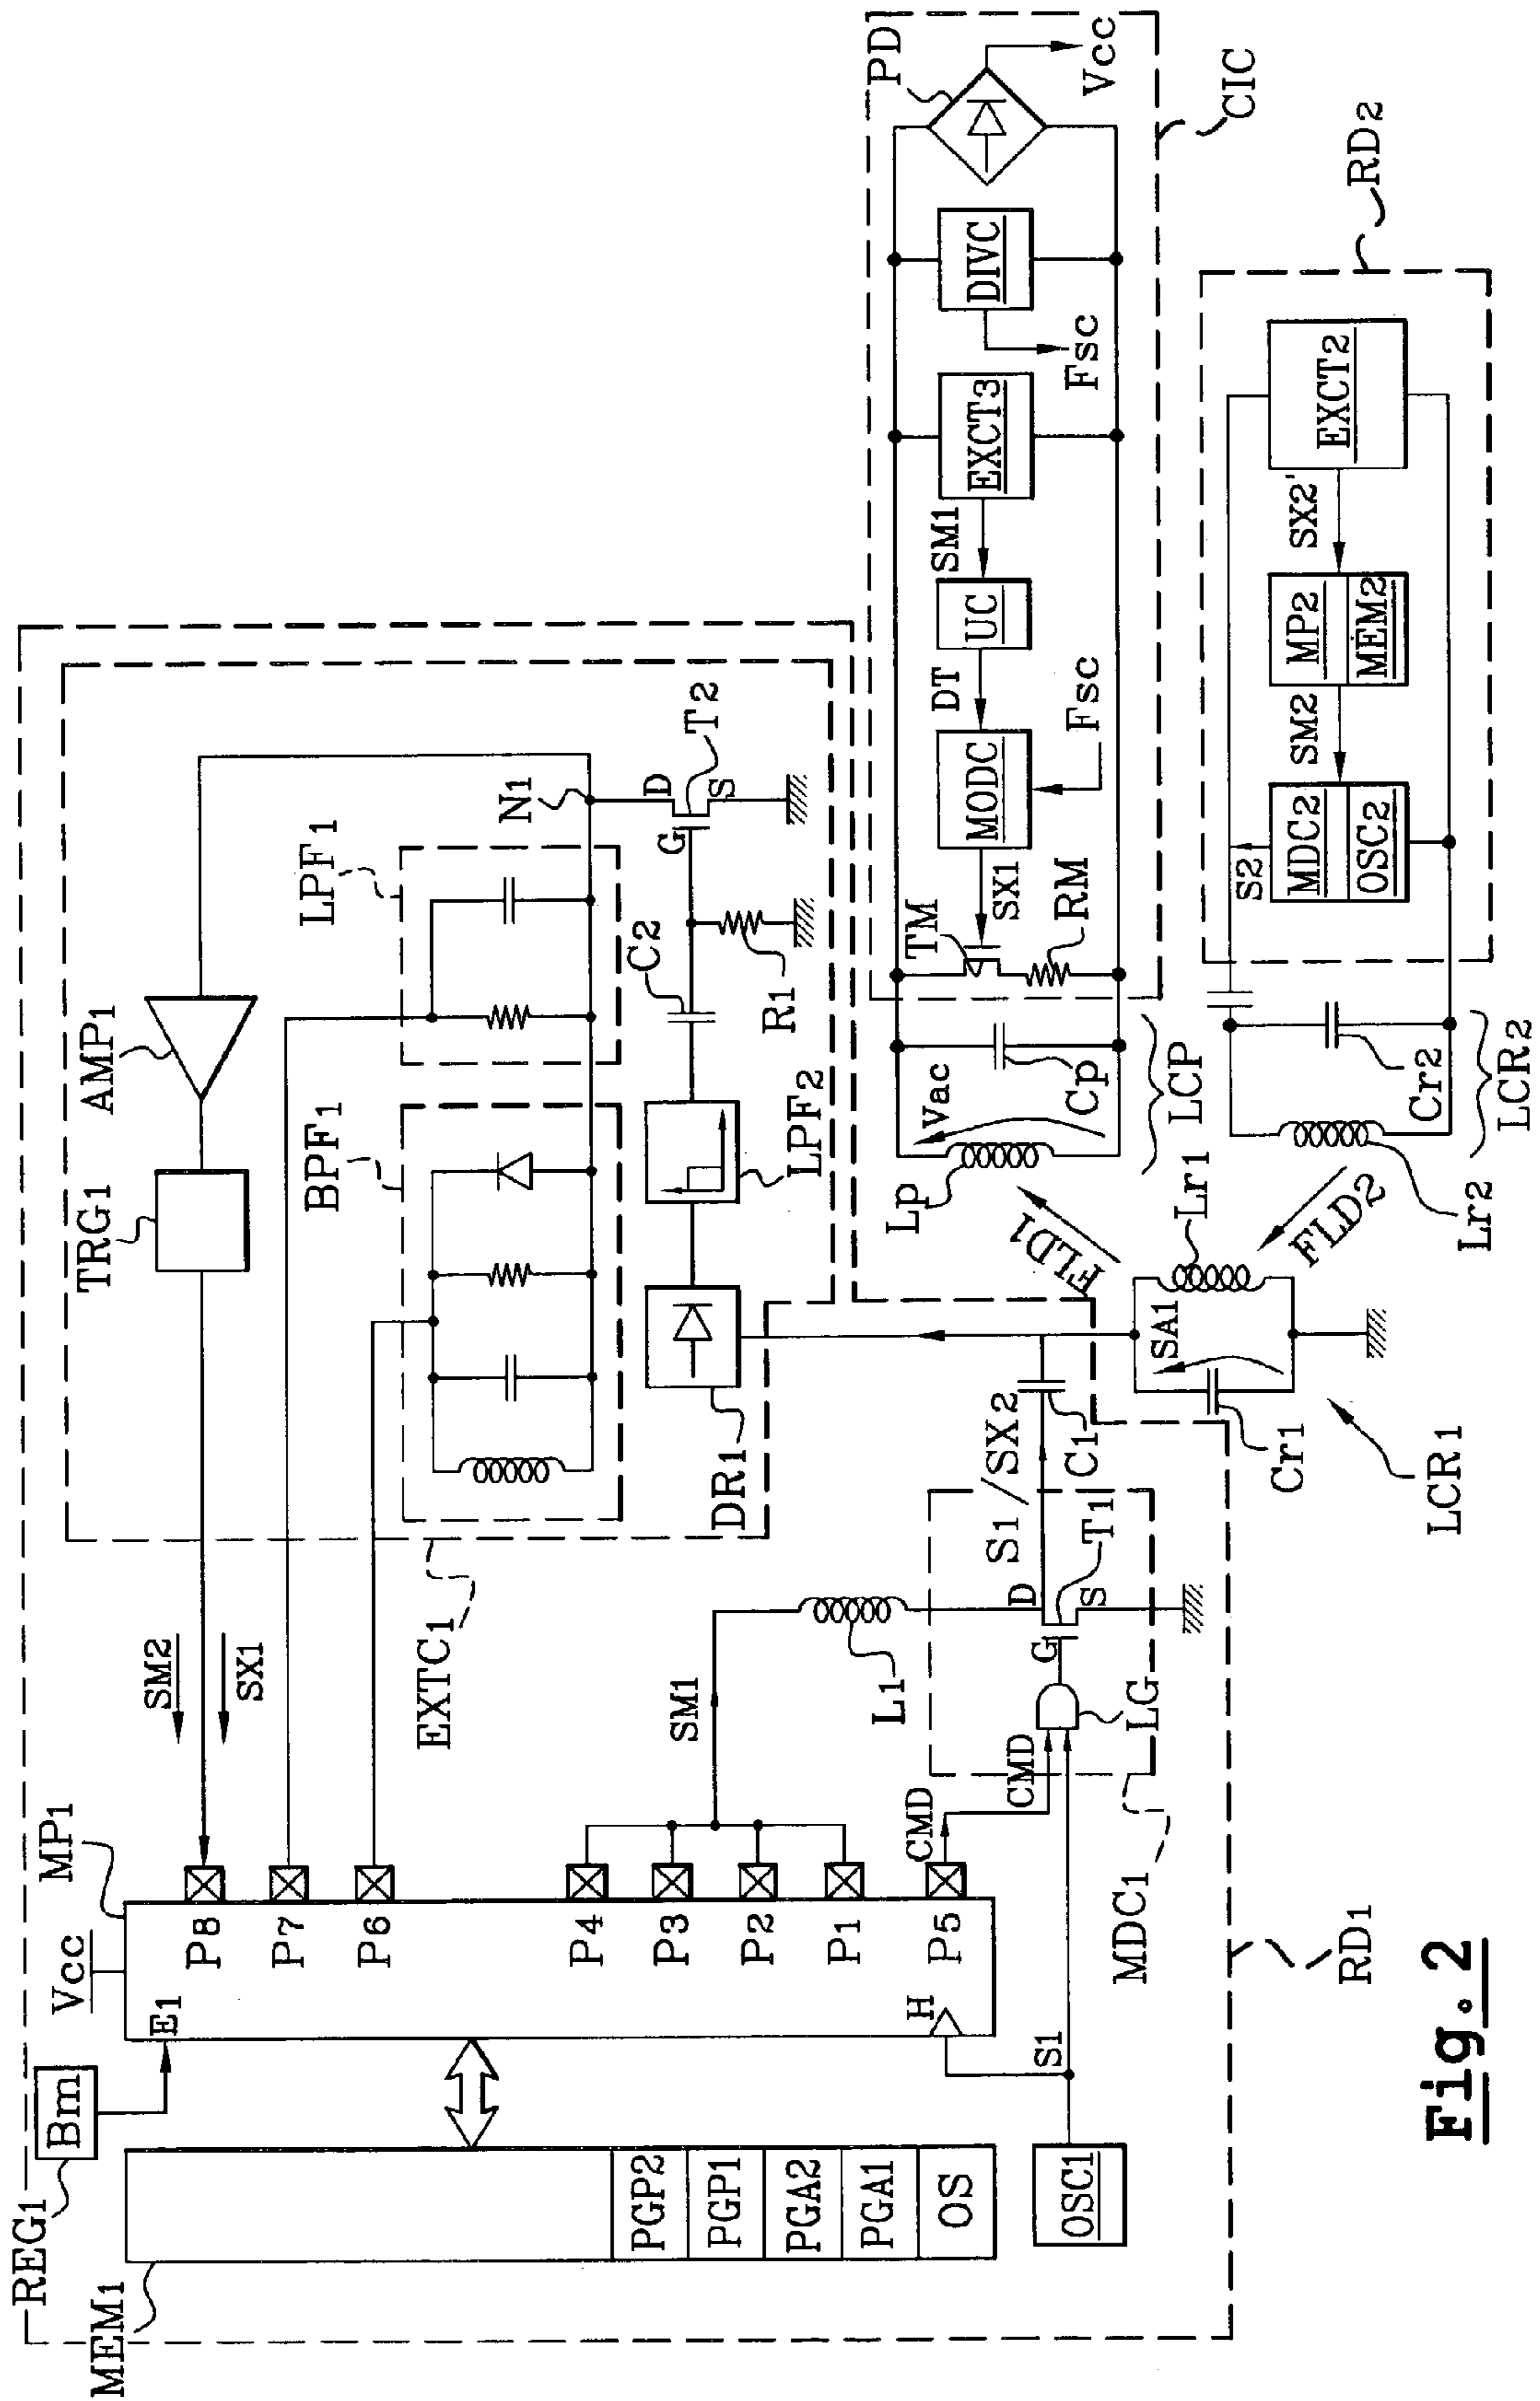 REG1
Bm
MEM1
PGP2
PGP1
PGA2
PGA1
OS
OSC1
S1
MP1
Vcc
E1
P8
P7
P6
P4
P3
P2
P1
P5
H
SM2
SX1
EXTC1
SM1
L1
CMD
CMD
MDC1
LG
G
D
S
T1
S1/SX2
C1
RD1
TRG1
AMP1
BPF1
LPF1
N1
D
S
G
T2
C2
R1
LPF2
DR1
SA1
Lr1
Cr1
LCR1
FLD1
FLD2
LP
Vac
Cp
LCP
TM
RM
SX1
MODC
DT
UC
SM1
EXCT3
DIVC
Fsc
Fsc
PD
Vcc
CIC
Lr2
Cr2
LCR2
S2
MDC2
OSC2
SM2
MP2
MEM2
SX2'
EXCT2
RD2
Fig.2